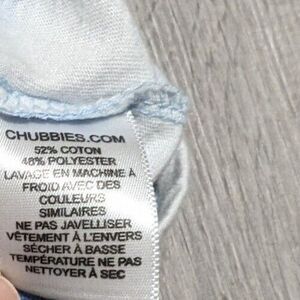 CHUBBIES.COM
52% COTON
48% POLYESTER
LAVAGE EN MACHINE À
FROID AVEC DES
COULEURS
SIMILAIRES
NE PAS JAVELLISER
VÊTEMENT À L'ENVERS
SÉCHER À BASSE
TEMPÉRATURE NE PAS
NETTOYER À SEC